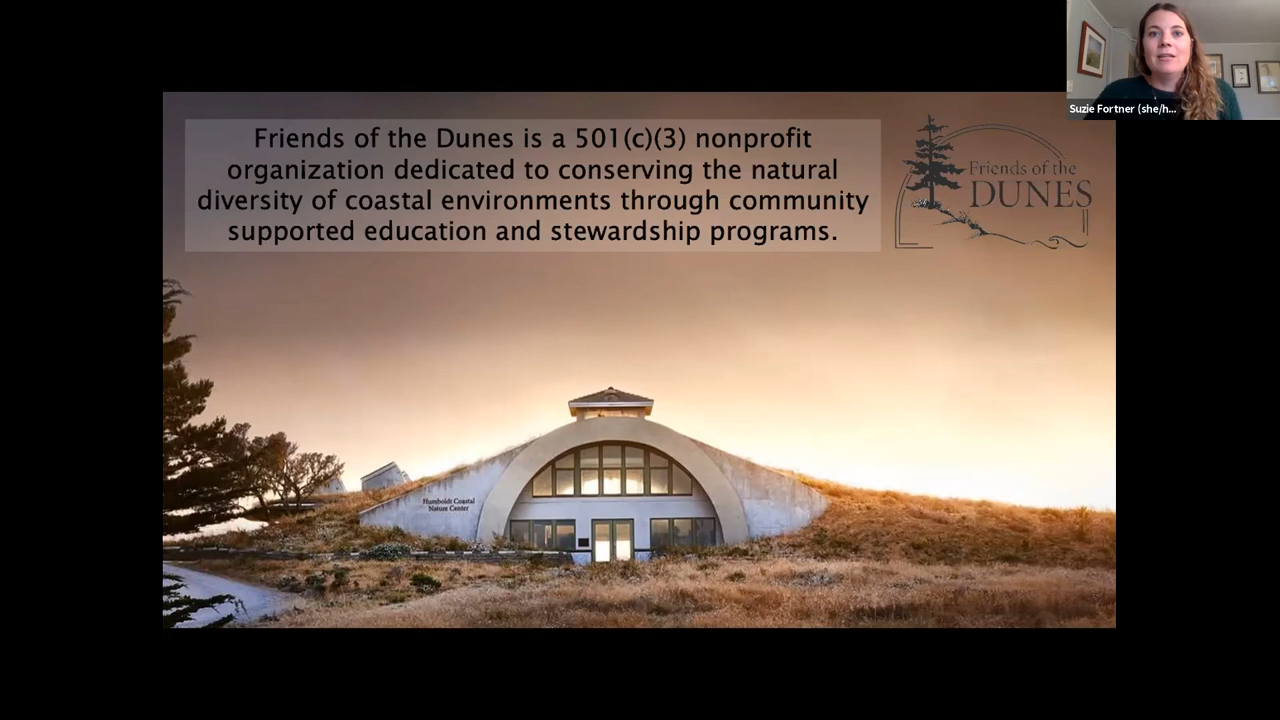 Suzie Fortner (she/h...
Friends of the Dunes is a 501(c)(3) nonprofit
organization dedicated to conserving the natural
diversity of coastal environments through community
supported education and stewardship programs.
Friends of the
DUNES
Humboldt Coastal
Nature Center